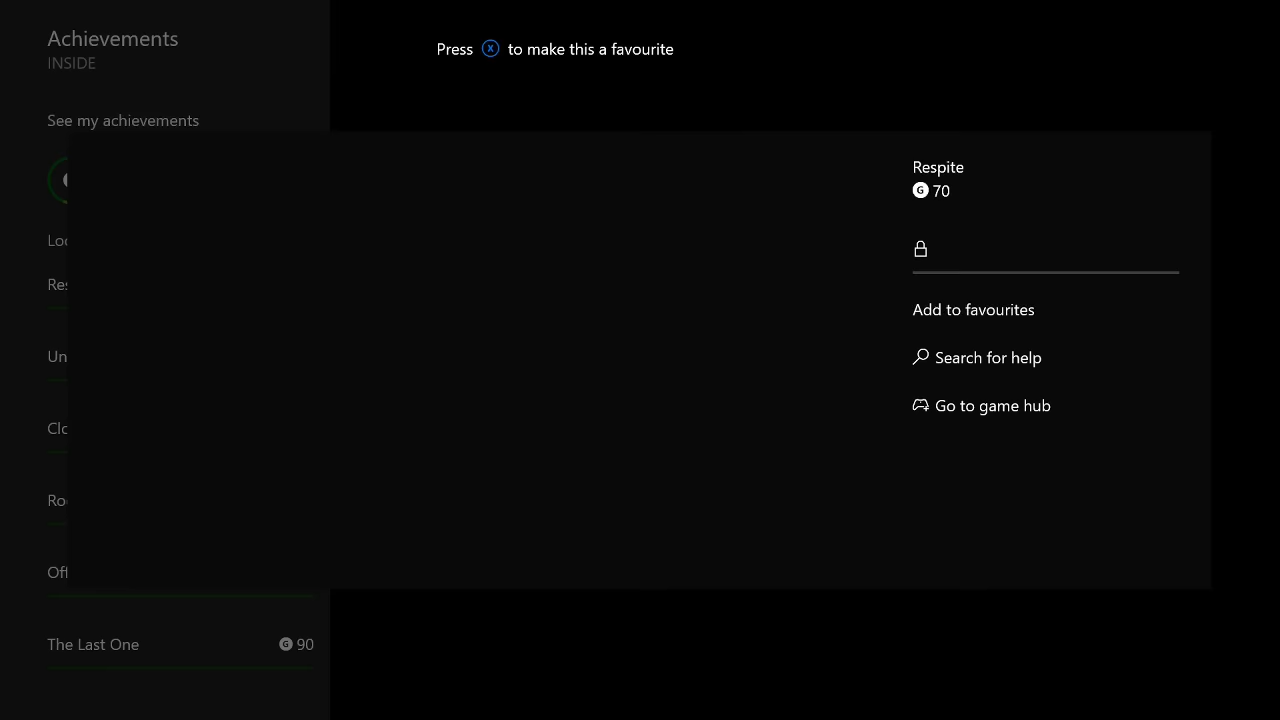 Achievements
INSIDE
See my achievements
Press X to make this a favourite
Respite
G 70
Add to favourites
Search for help
Go to game hub
The Last One G 90